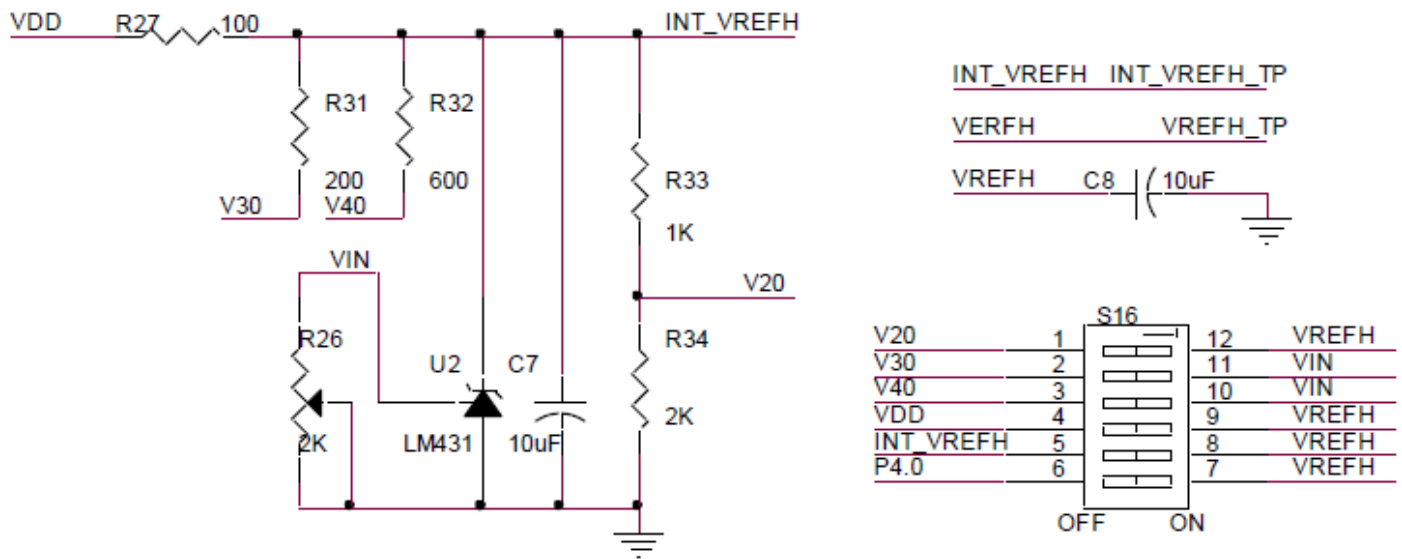 VDD R27 100 INT_VREFH
R31 R32
200 600
V30 V40
R33
1K
VIN
V20
R26 U2 C7 R34
2K LM431 10uF 2K
INT_VREFH INT_VREFH_TP
VERFH VREFH_TP
VREFH C8 10uF
S16
V20 1 12 VREFH
V30 2 11 VIN
V40 3 10 VIN
VDD 4 9 VREFH
INT_VREFH 5 8 VREFH
P4.0 6 7 VREFH
OFF ON